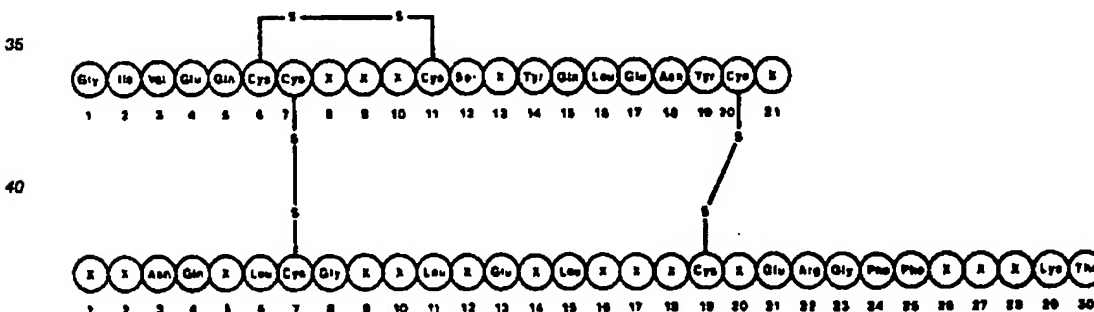 S S
35
Gly Ile Val Glu Gln Cys Cys X X X Cys Ser X Tyr Gln Leu Glu Asn Tyr Cys X
1 2 3 4 5 6 7 8 9 10 11 12 13 14 15 16 17 18 19 20 21
S S
40
S S
X X Asn Gln X Leu Cys Gly X X Leu X Glu X Leu X X X Cys X Glu Arg Gly Phe Phe X X X Lys Thr
1 2 3 4 5 6 7 8 9 10 11 12 13 14 15 16 17 18 19 20 21 22 23 24 25 26 27 28 29 30